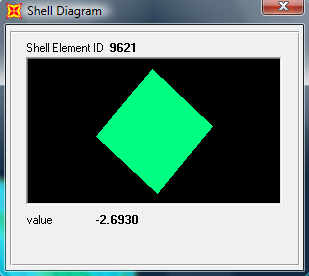 Shell Diagram
Shell Element ID 9621
value -2.6930